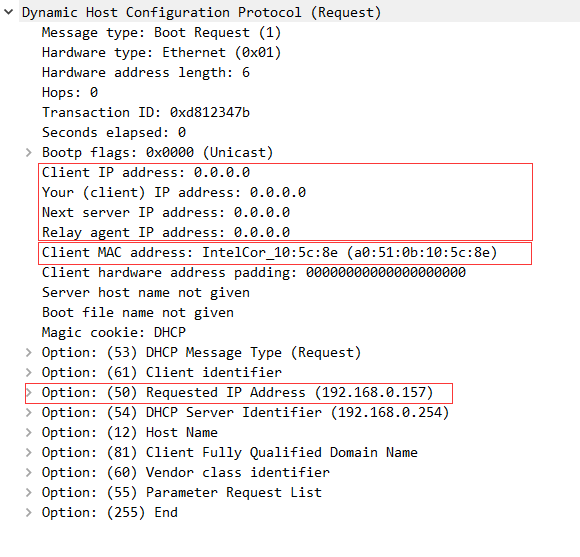 Dynamic Host Configuration Protocol (Request)
Message type: Boot Request (1)
Hardware type: Ethernet (0x01)
Hardware address length: 6
Hops: 0
Transaction ID: 0xd812347b
Seconds elapsed: 0
Bootp flags: 0x0000 (Unicast)
Client IP address: 0.0.0.0
Your (client) IP address: 0.0.0.0
Next server IP address: 0.0.0.0
Relay agent IP address: 0.0.0.0
Client MAC address: IntelCor_10:5c:8e (a0:51:0b:10:5c:8e)
Client hardware address padding: 00000000000000000000
Server host name not given
Boot file name not given
Magic cookie: DHCP
Option: (53) DHCP Message Type (Request)
Option: (61) Client identifier
Option: (50) Requested IP Address (192.168.0.157)
Option: (54) DHCP Server Identifier (192.168.0.254)
Option: (12) Host Name
Option: (81) Client Fully Qualified Domain Name
Option: (60) Vendor class identifier
Option: (55) Parameter Request List
Option: (255) End